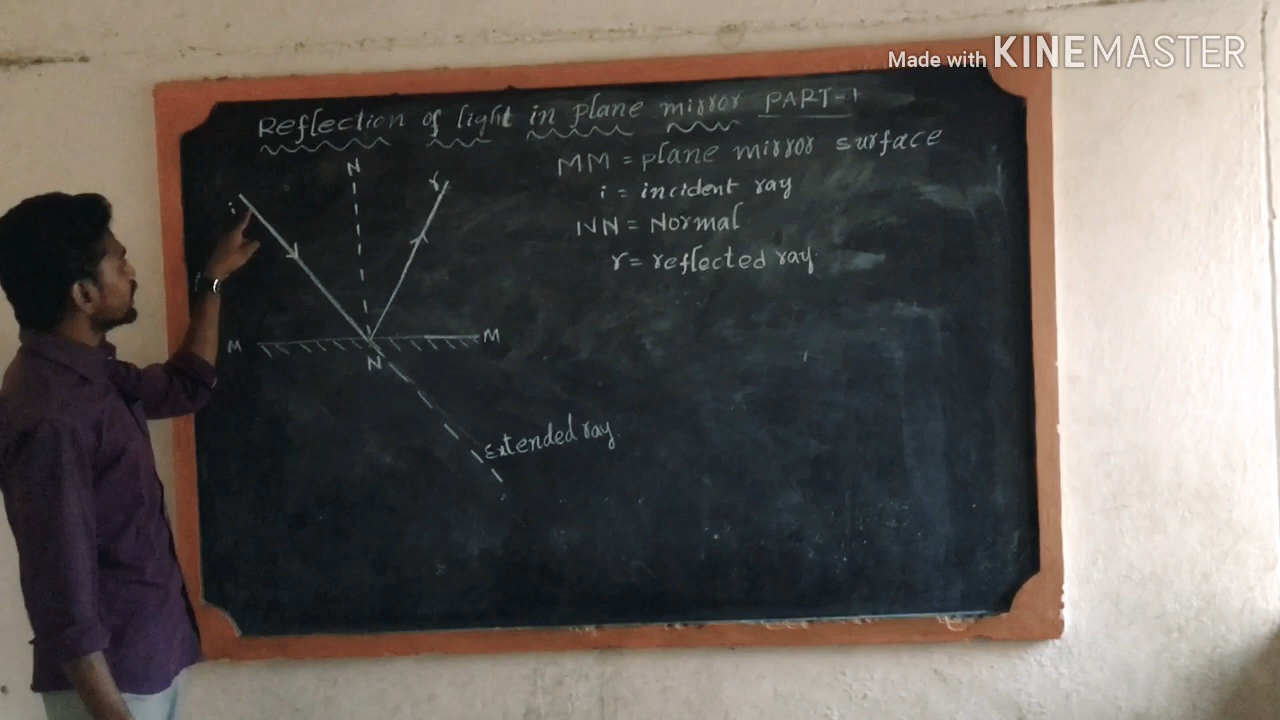 Made with KINEMASTER
Reflection of light in plane mirror PART-1
MM = plane mirror surface
i = incident ray
NN = Normal
r = reflected ray
N
i
r
M
M
N
Extended ray